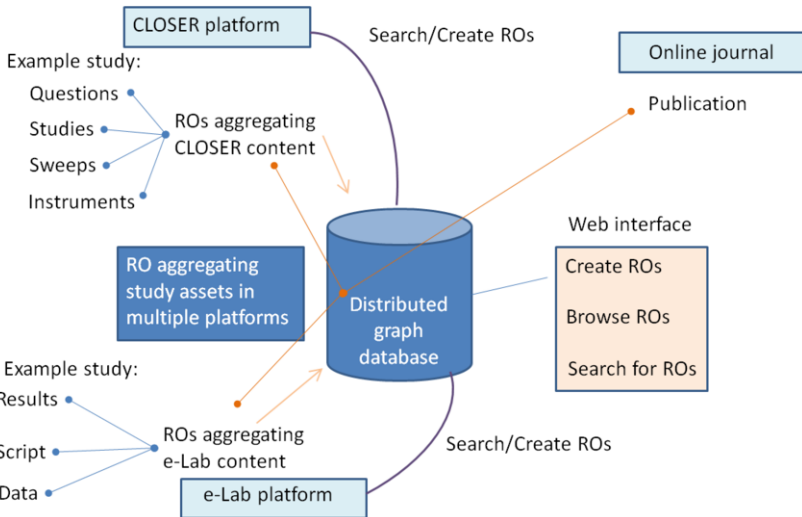 CLOSER platform
Search/Create ROs
Online journal
Example study:
Questions
Studies
Sweeps
Instruments
ROs aggregating
CLOSER content
Publication
RO aggregating
study assets in
multiple platforms
Distributed
graph
database
Web interface
Create ROs
Browse ROs
Search for ROs
Example study:
Results
Script
Data
ROs aggregating
e-Lab content
Search/Create ROs
e-Lab platform